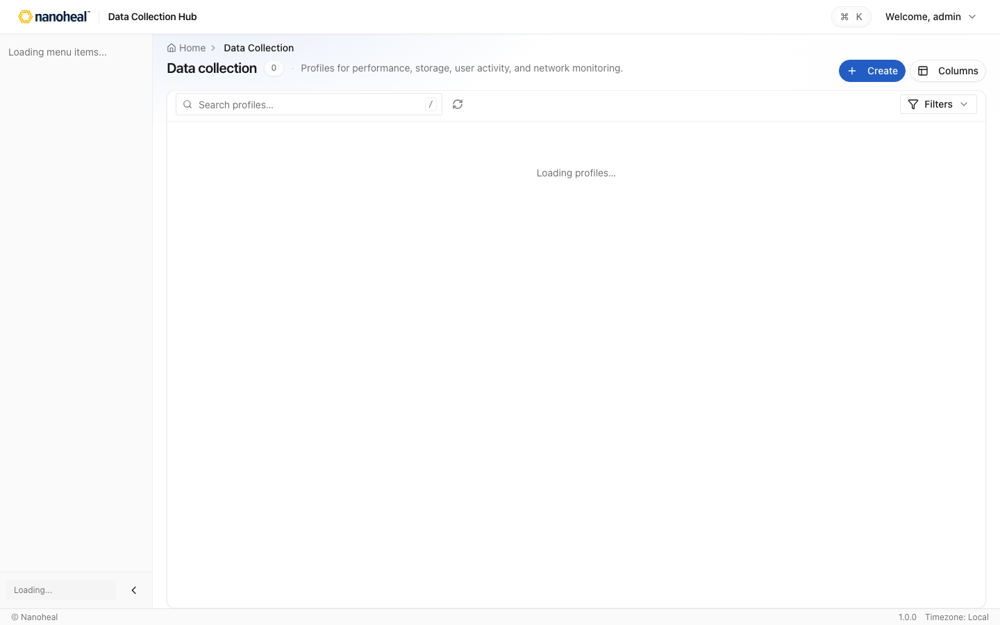 nanoheal™ Data Collection Hub
⌘ K
Welcome, admin
Loading menu items...
Home > Data Collection
Data collection 0 · Profiles for performance, storage, user activity, and network monitoring.
+ Create
Columns
Search profiles... /
Filters
Loading profiles...
Loading...
© Nanoheal
1.0.0 Timezone: Local